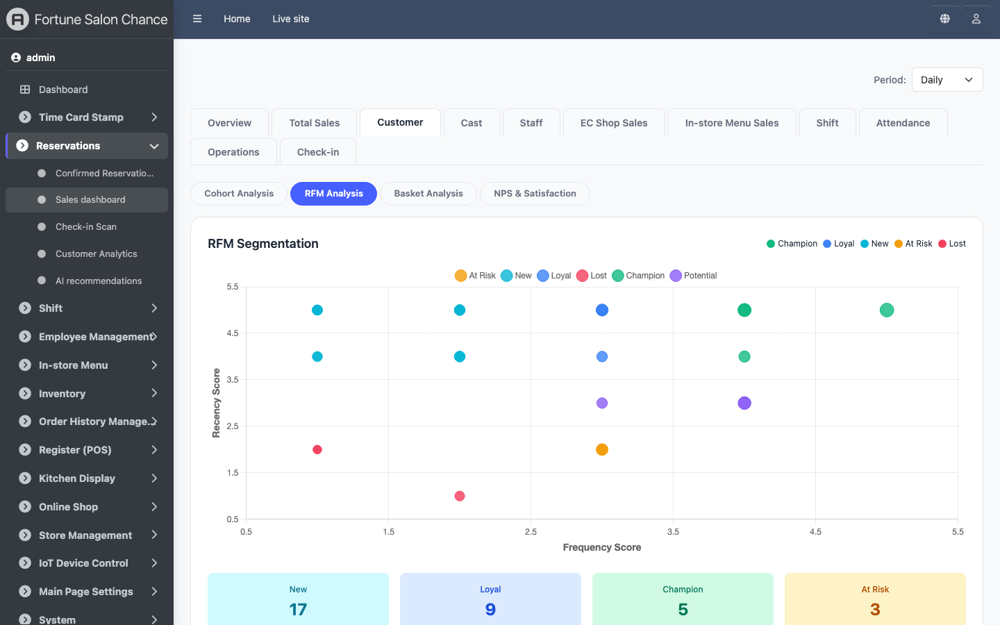 Fortune Salon Chance
Home
Live site
admin
Dashboard
Time Card Stamp
Reservations
Confirmed Reservatio...
Sales dashboard
Check-in Scan
Customer Analytics
AI recommendations
Shift
Employee Management
In-store Menu
Inventory
Order History Manage...
Register (POS)
Kitchen Display
Online Shop
Store Management
IoT Device Control
Main Page Settings
System
Period: Daily
Overview
Total Sales
Customer
Cast
Staff
EC Shop Sales
In-store Menu Sales
Shift
Attendance
Operations
Check-in
Cohort Analysis
RFM Analysis
Basket Analysis
NPS & Satisfaction
RFM Segmentation
Champion Loyal New At Risk Lost
At Risk New Loyal Lost Champion Potential
Recency Score
5.5
4.5
3.5
2.5
1.5
0.5
0.5 1.5 2.5 3.5 4.5 5.5
Frequency Score
New
17
Loyal
9
Champion
5
At Risk
3